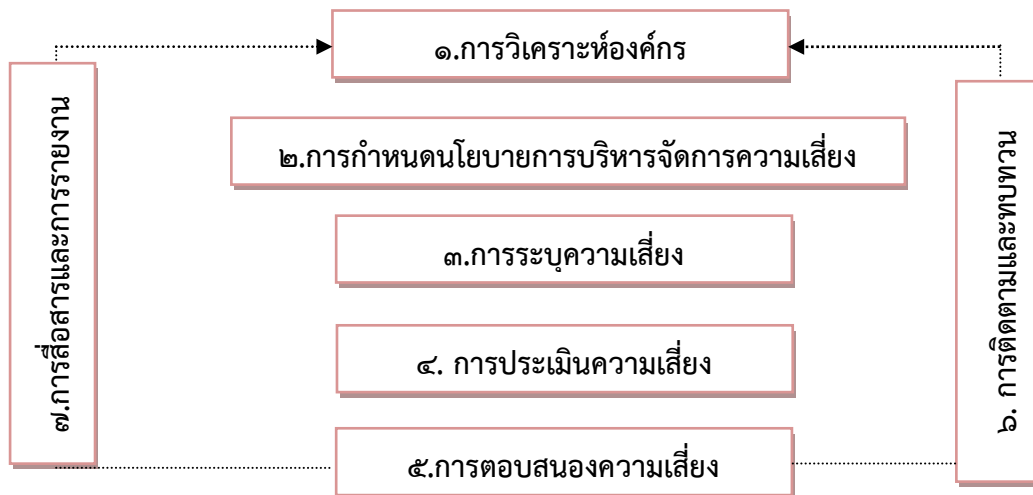 ๑.การวิเคราะห์องค์กร
๒.การกำหนดนโยบายการบริหารจัดการความเสี่ยง
๓.การระบุความเสี่ยง
๔. การประเมินความเสี่ยง
๕.การตอบสนองความเสี่ยง
๖. การติดตามและทบทวน
๗.การสื่อสารและการรายงาน